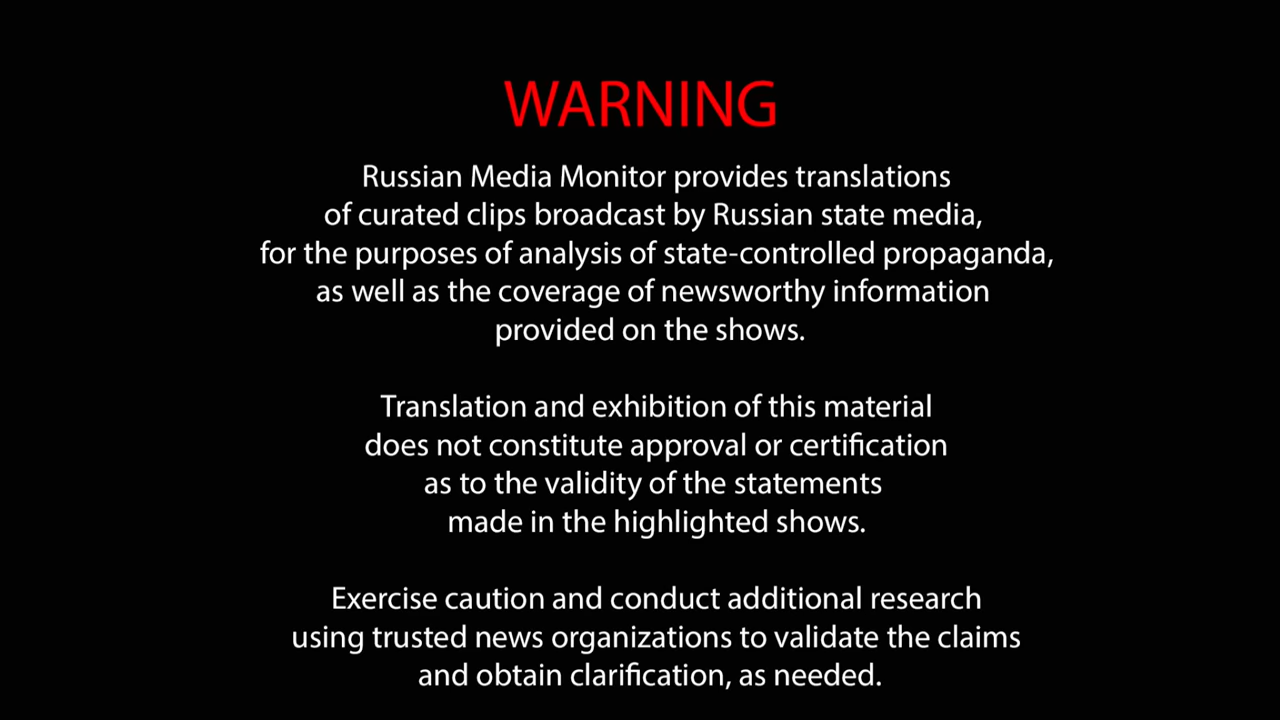 WARNING
Russian Media Monitor provides translations
of curated clips broadcast by Russian state media,
for the purposes of analysis of state-controlled propaganda,
as well as the coverage of newsworthy information
provided on the shows.
Translation and exhibition of this material
does not constitute approval or certification
as to the validity of the statements
made in the highlighted shows.
Exercise caution and conduct additional research
using trusted news organizations to validate the claims
and obtain clarification, as needed.